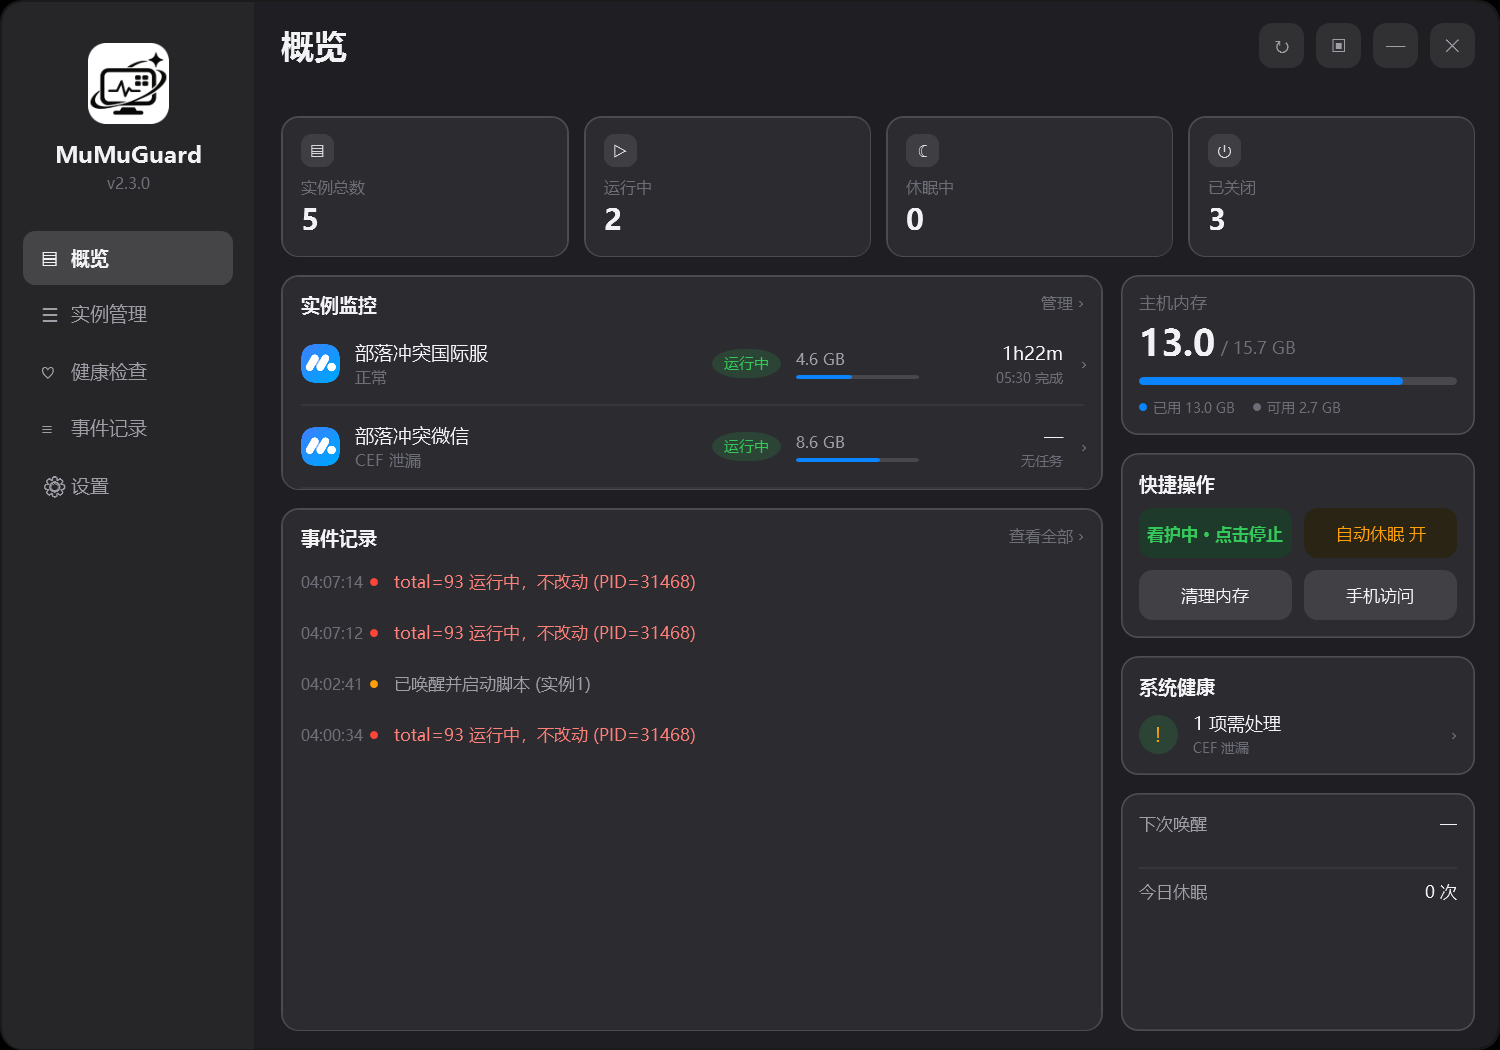 MuMuGuard
v2.3.0
概览
实例管理
健康检查
事件记录
设置
概览
实例总数
5
运行中
2
休眠中
0
已关闭
3
实例监控
管理 ›
部落冲突国际服
正常
运行中
4.6 GB
1h22m
05:30 完成
部落冲突微信
CEF 泄漏
运行中
8.6 GB
—
无任务
事件记录
查看全部 ›
04:07:14 ● total=93 运行中，不改动 (PID=31468)
04:07:12 ● total=93 运行中，不改动 (PID=31468)
04:02:41 ● 已唤醒并启动脚本 (实例1)
04:00:34 ● total=93 运行中，不改动 (PID=31468)
主机内存
13.0 / 15.7 GB
● 已用 13.0 GB ● 可用 2.7 GB
快捷操作
看护中 • 点击停止
自动休眠 开
清理内存
手机访问
系统健康
! 1 项需处理
CEF 泄漏
下次唤醒 —
今日休眠 0 次